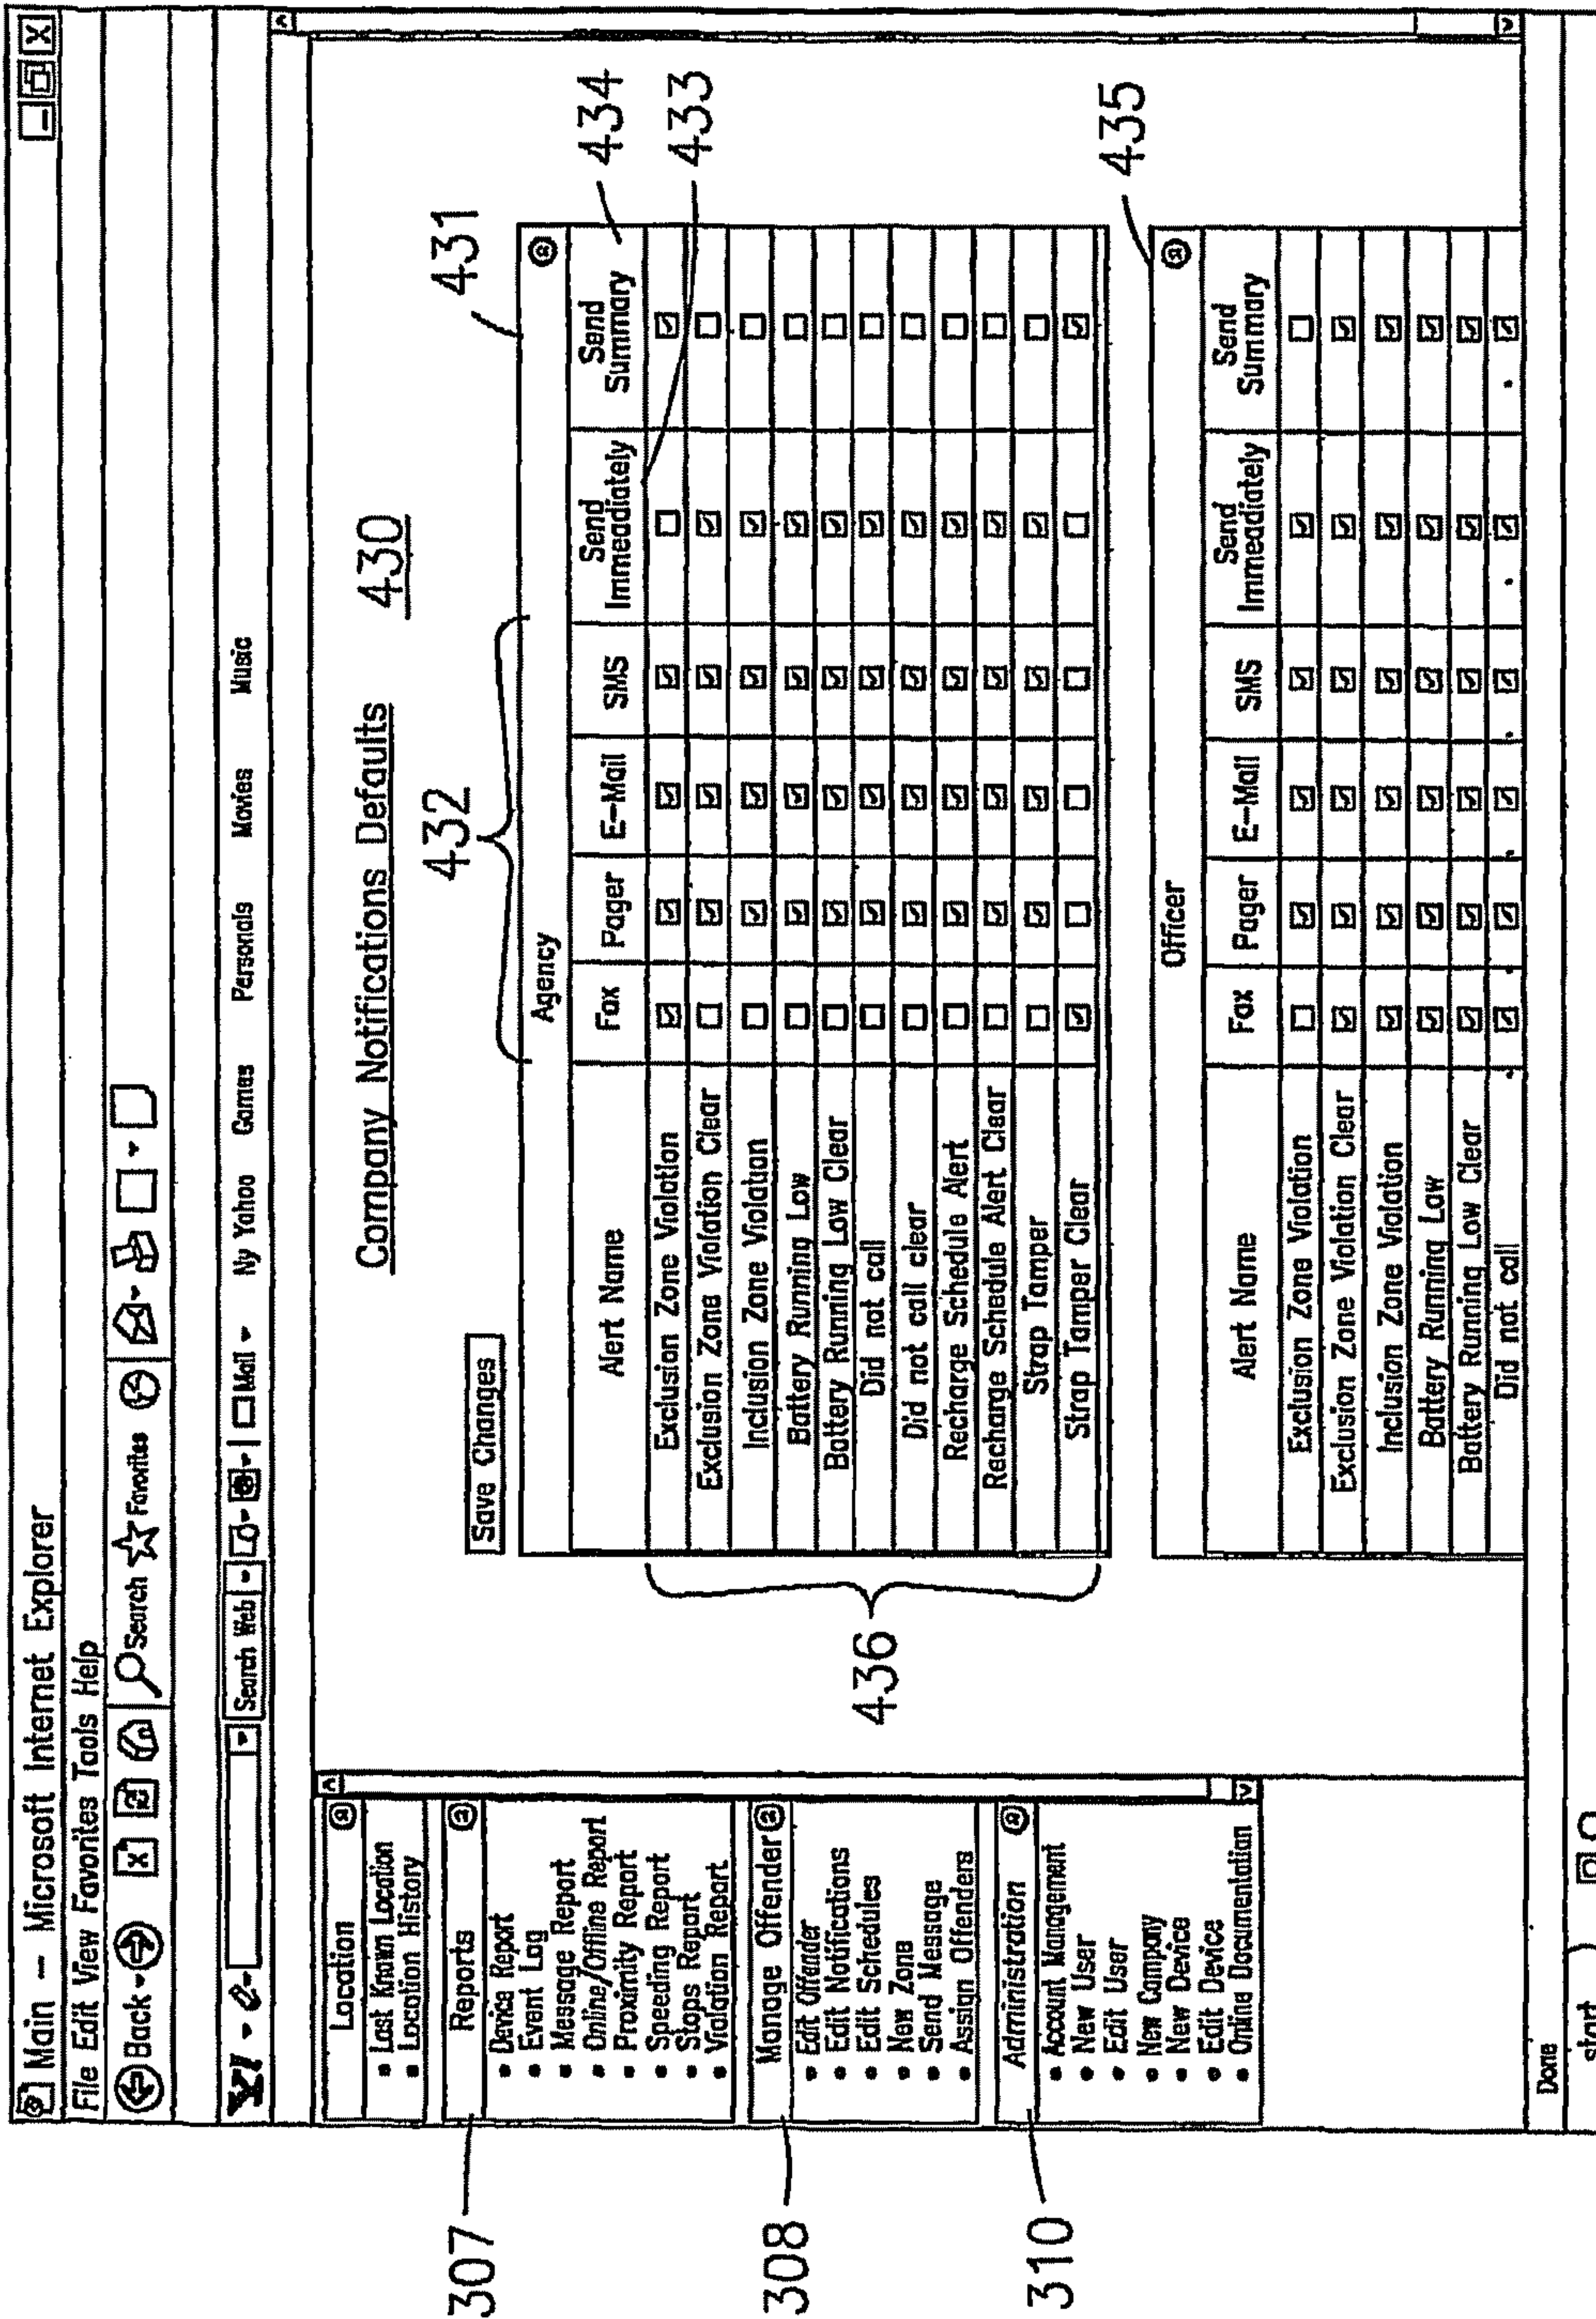 Main – Microsoft Internet Explorer
File Edit View Favorites Tools Help
Back Search Favorites
Y! Search Web Mail Ny Yahoo Games Personals Movies Music
Location
• Last Known Location
• Location History
307
Reports
• Device Report
• Event Log
• Message Report
• Online/Offline Report
• Proximity Report
• Speeding Report
• Stops Report
• Violation Report
308
Manage Offender
• Edit Offender
• Edit Notifications
• Edit Schedules
• New Zone
• Send Message
• Assign Offenders
310
Administration
• Account Management
• New User
• Edit User
• New Company
• New Device
• Edit Device
• Online Documentation
Company Notifications Defaults 430
Save Changes
432
431
434
433
436
Agency
Alert Name Fax Pager E-Mail SMS Send Immeadiately Send Summary
Exclusion Zone Violation
Exclusion Zone Violation Clear
Inclusion Zone Violation
Battery Running Low
Battery Running Low Clear
Did not call
Did not call clear
Recharge Schedule Alert
Recharge Schedule Alert Clear
Strap Tamper
Strap Tamper Clear
435
Officer
Alert Name Fax Pager E-Mail SMS Send Immeadiately Send Summary
Exclusion Zone Violation
Exclusion Zone Violation Clear
Inclusion Zone Violation
Battery Running Low
Battery Running Low Clear
Did not call
Done
start